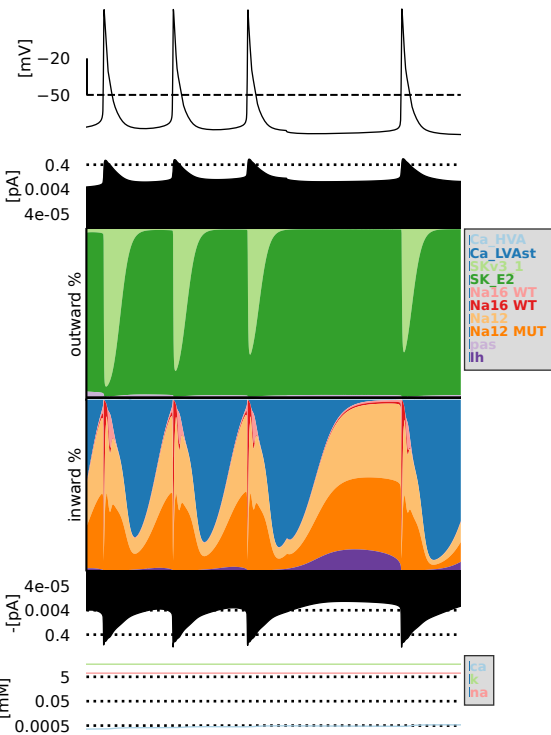 [mV]
−20
−50
[pA]
0.4
0.004
4e-05
outward %
Ca_HVA
Ca_LVAst
SKv3_1
SK_E2
Na16 WT
Na16 WT
Na12
Na12 MUT
pas
Ih
inward %
-[pA]
4e-05
0.004
0.4
[mM]
5
0.05
0.0005
ca
k
na